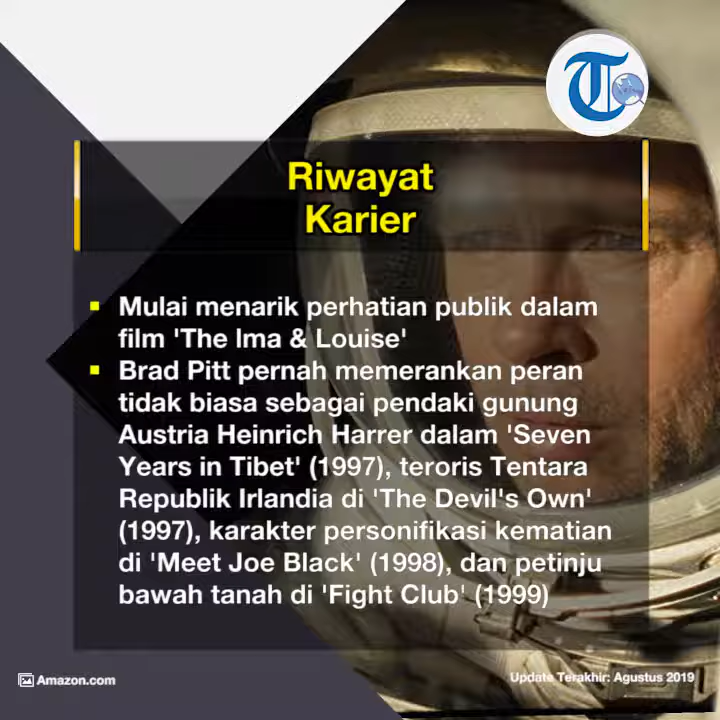 T
Riwayat
Karier
Mulai menarik perhatian publik dalam
film 'The Ima & Louise'
Brad Pitt pernah memerankan peran
tidak biasa sebagai pendaki gunung
Austria Heinrich Harrer dalam 'Seven
Years in Tibet' (1997), teroris Tentara
Republik Irlandia di 'The Devil's Own'
(1997), karakter personifikasi kematian
di 'Meet Joe Black' (1998), dan petinju
bawah tanah di 'Fight Club' (1999)
Amazon.com
Update Terakhir: Agustus 2019